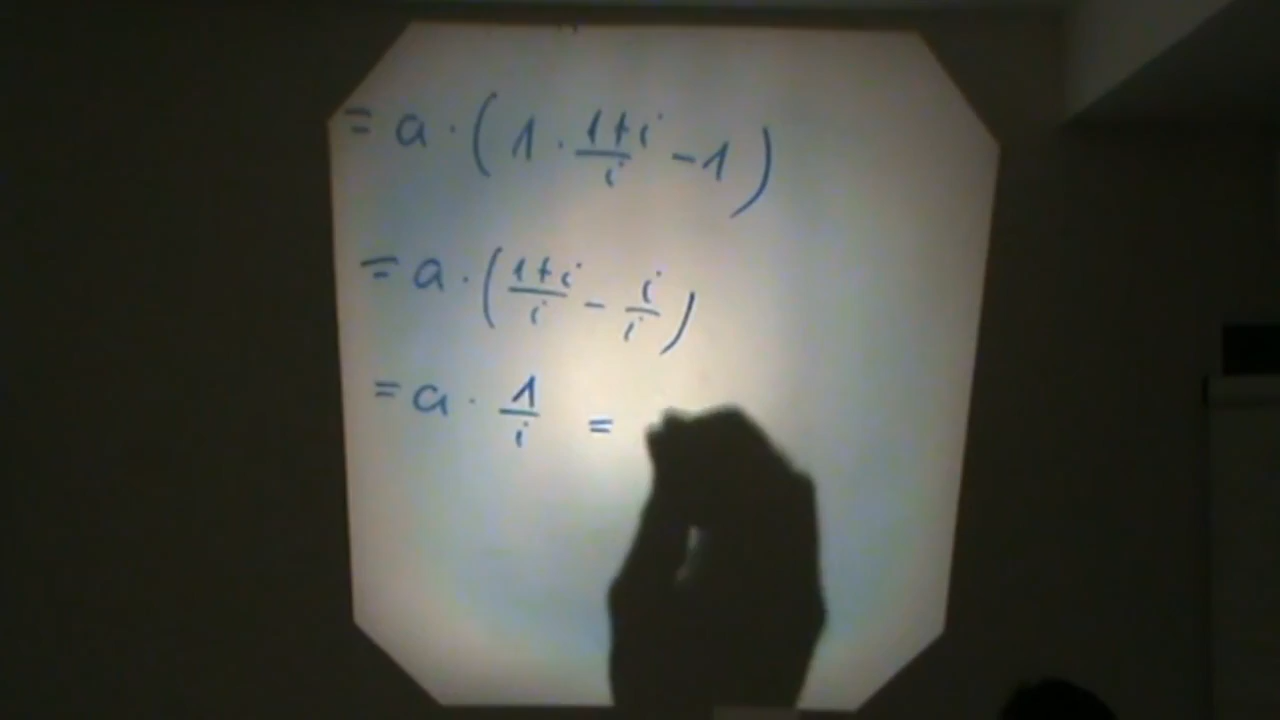 = a · ( 1 · (1+i)/i - 1 )
= a · ( (1+i)/i - i/i )
= a · 1/i =